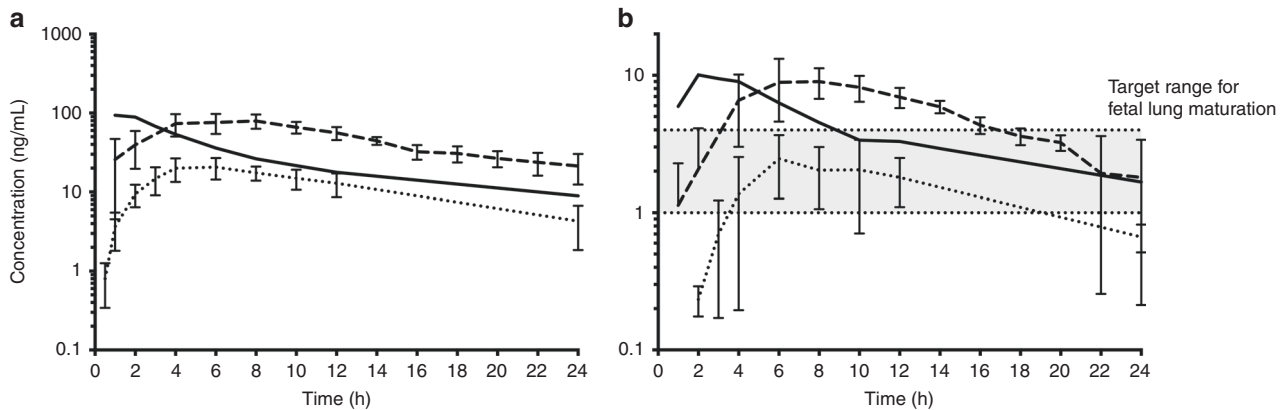 a
1000
100
10
1
0.1
Concentration (ng/mL)
0 2 4 6 8 10 12 14 16 18 20 22 24
Time (h)
b
10
1
0.1
0 2 4 6 8 10 12 14 16 18 20 22 24
Time (h)
Target range for
fetal lung maturation